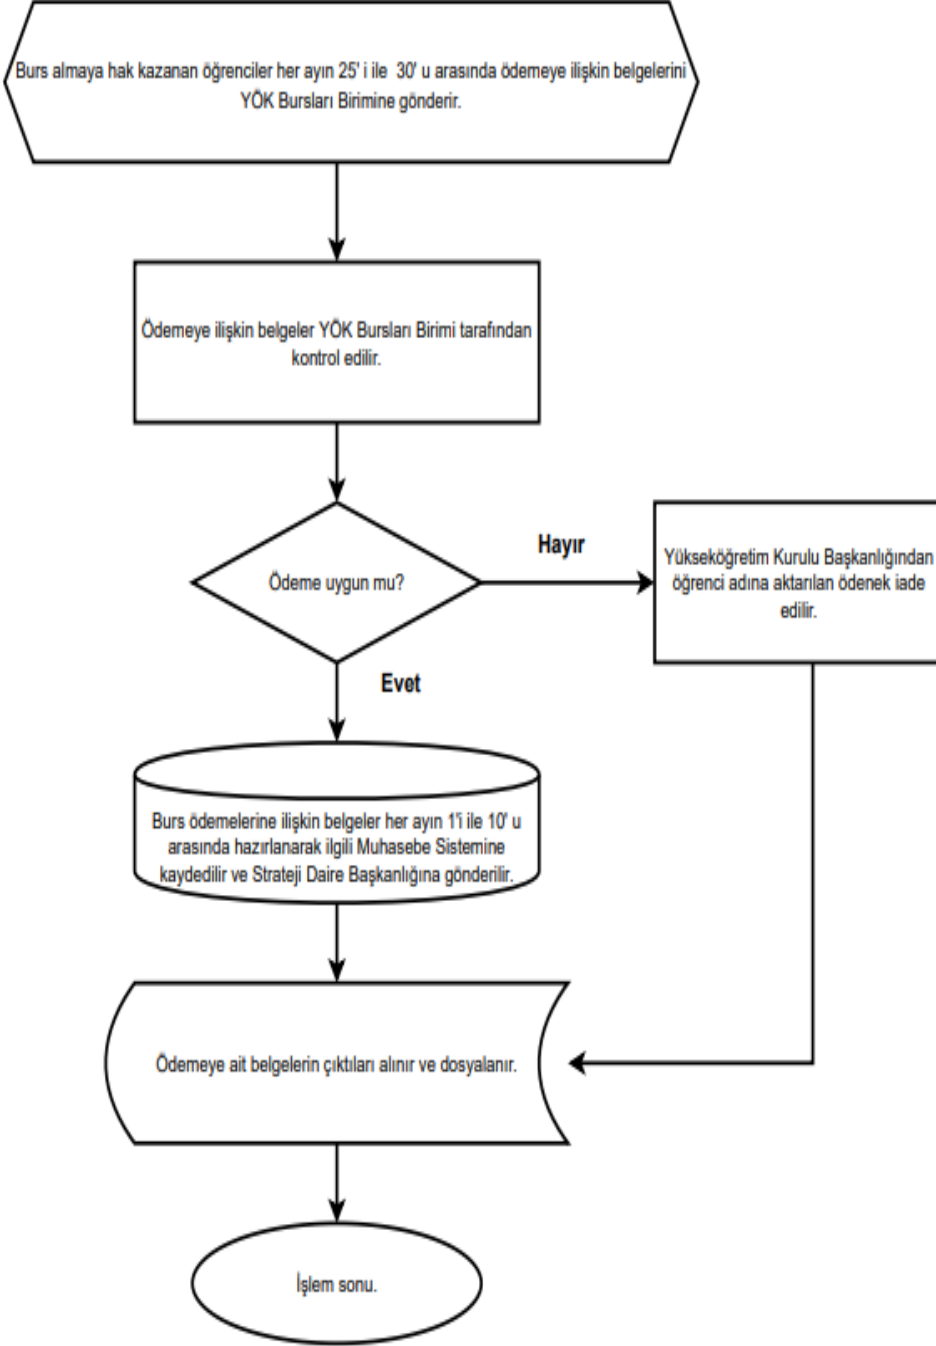 Burs almaya hak kazanan öğrenciler her ayın 25' i ile 30' u arasında ödemeye ilişkin belgelerini
YÖK Bursları Birimine gönderir.
Ödemeye ilişkin belgeler YÖK Bursları Birimi tarafından
kontrol edilir.
Ödeme uygun mu?
Hayır
Yükseköğretim Kurulu Başkanlığından
öğrenci adına aktarılan ödenek iade
edilir.
Evet
Burs ödemelerine ilişkin belgeler her ayın 1'i ile 10' u
arasında hazırlanarak ilgili Muhasebe Sistemine
kaydedilir ve Strateji Daire Başkanlığına gönderilir.
Ödemeye ait belgelerin çıktıları alınır ve dosyalanır.
İşlem sonu.